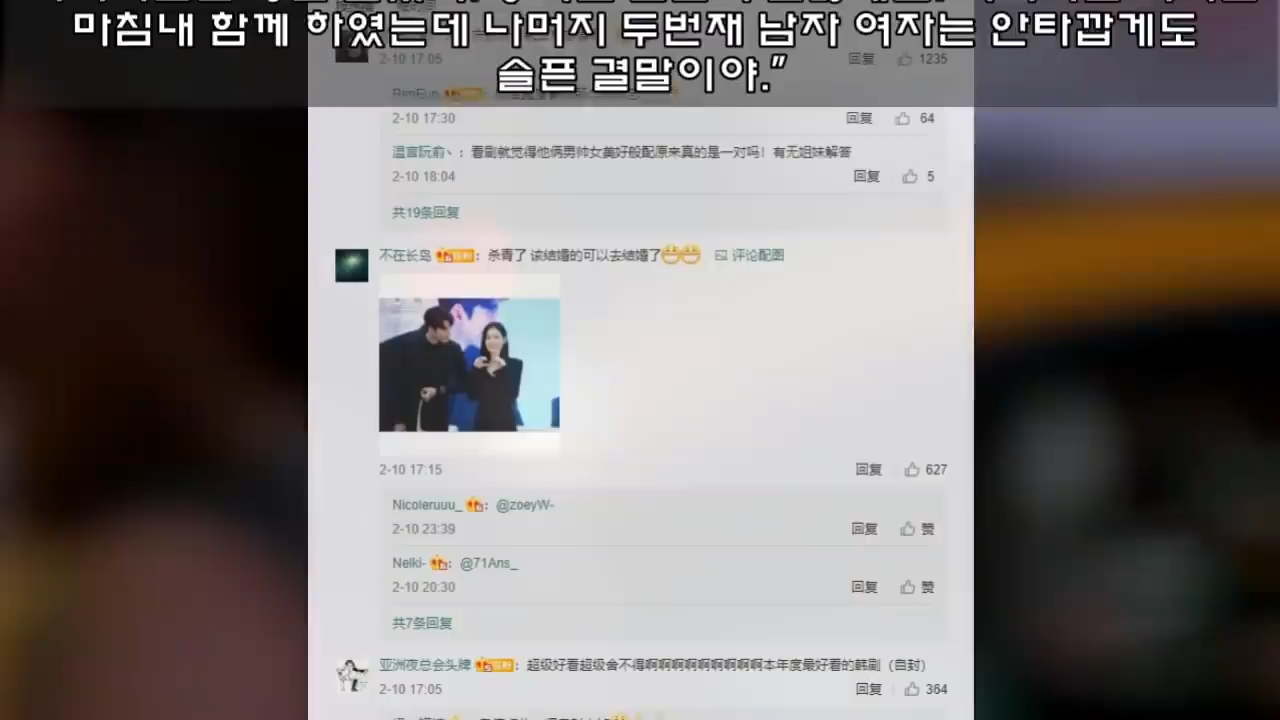 마침내 함께 하였는데 나머지 두번재 남자 여자는 안타깝게도
슬픈 결말이야.”
2-10 17:05 回复 1235
2-10 17:30 回复 64
温言阮俞丶：看剧就觉得他俩男帅女美好般配原来真的是一对吗！有无姐妹解答
2-10 18:04 回复 5
共19条回复
不在长岛：杀青了 该结婚的可以去结婚了 评论配图
2-10 17:15 回复 627
Nicoleruuu_：@zoeyW-
2-10 23:39 回复 赞
Nelki-：@71Ans_
2-10 20:30 回复 赞
共7条回复
亚洲夜总会头牌：超级好看超级舍不得啊啊啊啊啊啊啊啊啊本年度最好看的韩剧（自封）
2-10 17:05 回复 364